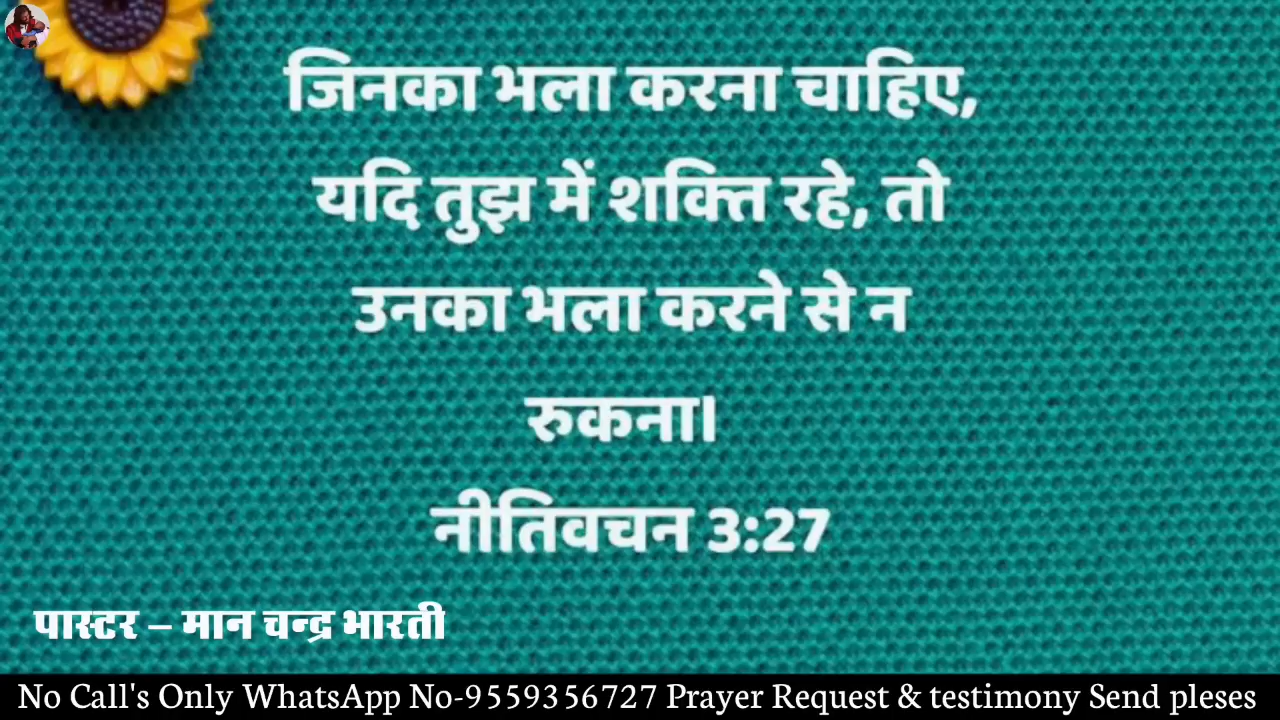 जिनका भला करना चाहिए,
यदि तुझ में शक्ति रहे, तो
उनका भला करने से न
रुकना।
नीतिवचन 3:27
पास्टर – मान चन्द्र भारती
No Call's Only WhatsApp No-9559356727 Prayer Request & testimony Send pleses